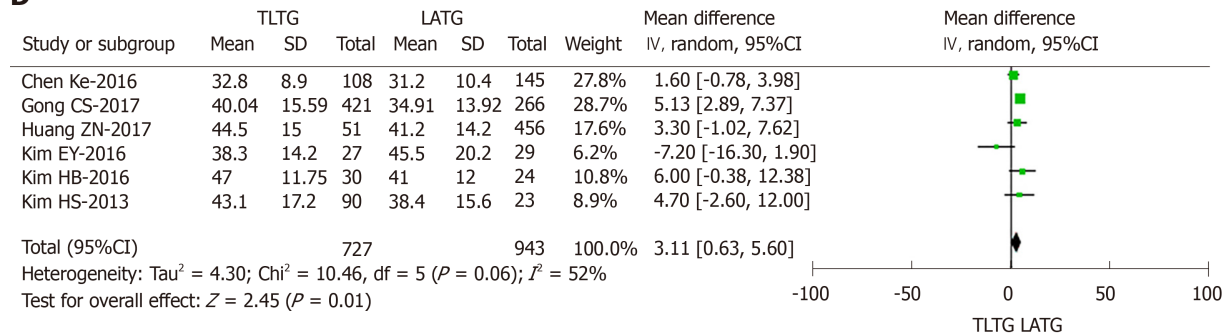 D
TLTG LATG Mean difference Mean difference
Study or subgroup Mean SD Total Mean SD Total Weight IV, random, 95%CI IV, random, 95%CI
Chen Ke-2016 32.8 8.9 108 31.2 10.4 145 27.8% 1.60 [-0.78, 3.98]
Gong CS-2017 40.04 15.59 421 34.91 13.92 266 28.7% 5.13 [2.89, 7.37]
Huang ZN-2017 44.5 15 51 41.2 14.2 456 17.6% 3.30 [-1.02, 7.62]
Kim EY-2016 38.3 14.2 27 45.5 20.2 29 6.2% -7.20 [-16.30, 1.90]
Kim HB-2016 47 11.75 30 41 12 24 10.8% 6.00 [-0.38, 12.38]
Kim HS-2013 43.1 17.2 90 38.4 15.6 23 8.9% 4.70 [-2.60, 12.00]
Total (95%CI) 727 943 100.0% 3.11 [0.63, 5.60]
Heterogeneity: Tau² = 4.30; Chi² = 10.46, df = 5 (P = 0.06); I² = 52%
Test for overall effect: Z = 2.45 (P = 0.01)
-100 -50 0 50 100
TLTG LATG